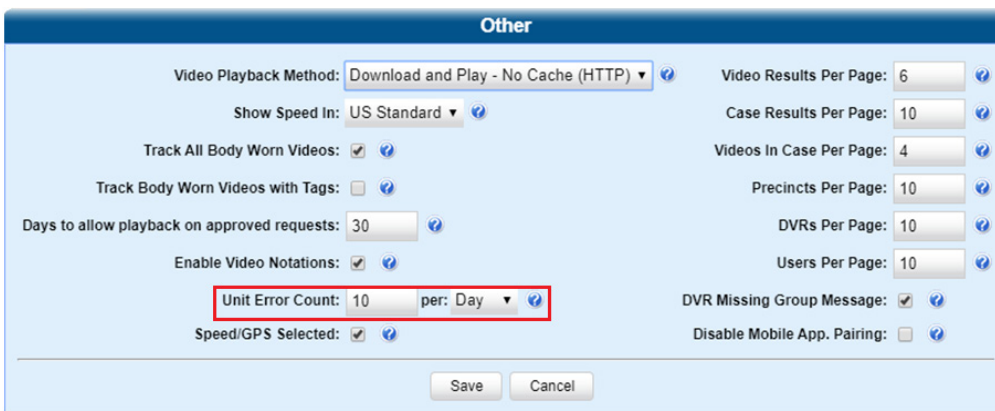 Other
Video Playback Method: Download and Play - No Cache (HTTP) Video Results Per Page: 6
Show Speed In: US Standard Case Results Per Page: 10
Track All Body Worn Videos: Videos In Case Per Page: 4
Track Body Worn Videos with Tags: Precincts Per Page: 10
Days to allow playback on approved requests: 30 DVRs Per Page: 10
Enable Video Notations: Users Per Page: 10
Unit Error Count: 10 per: Day DVR Missing Group Message:
Speed/GPS Selected: Disable Mobile App. Pairing:
Save Cancel